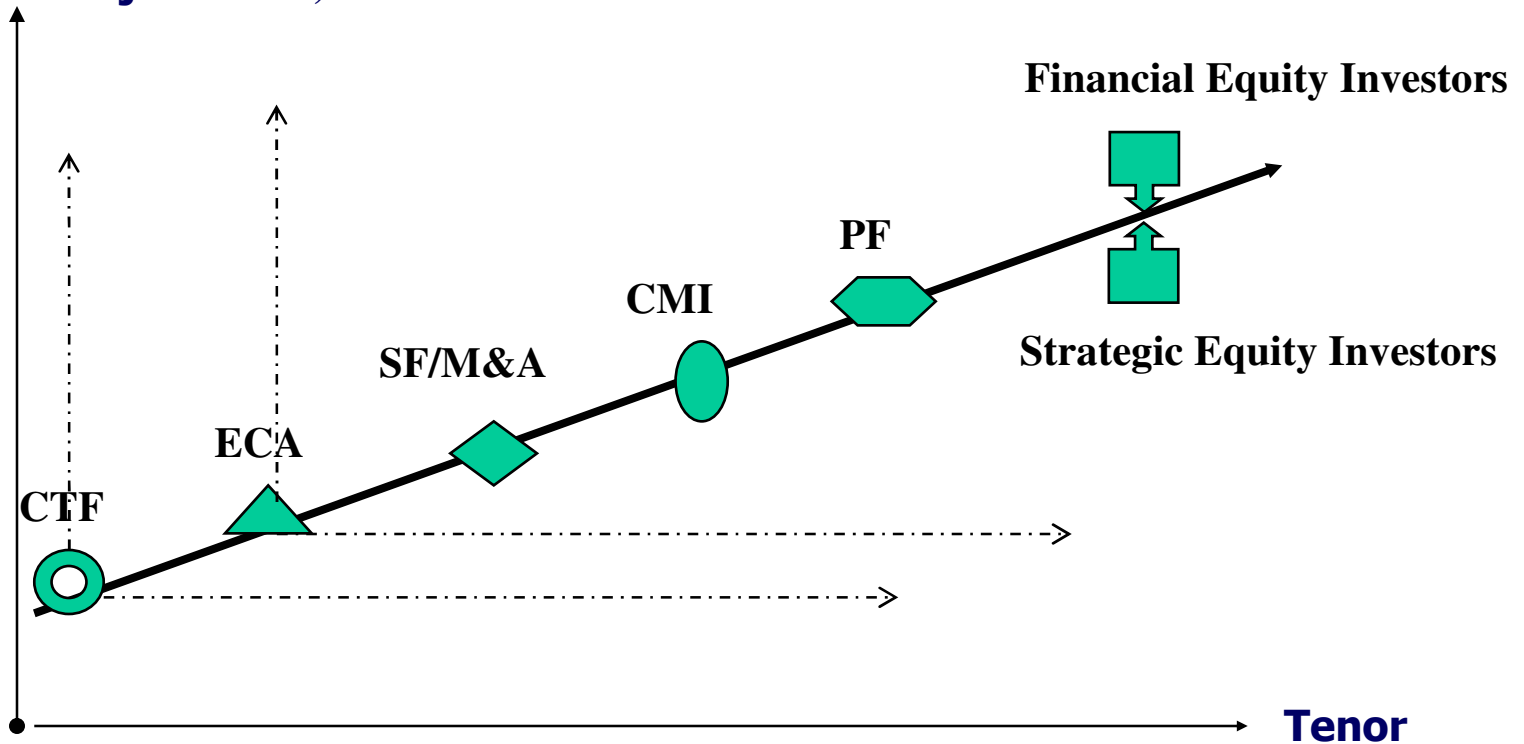 Financial Equity Investors
PF
CMI
Strategic Equity Investors
SF/M&A
ECA
CTF
Tenor